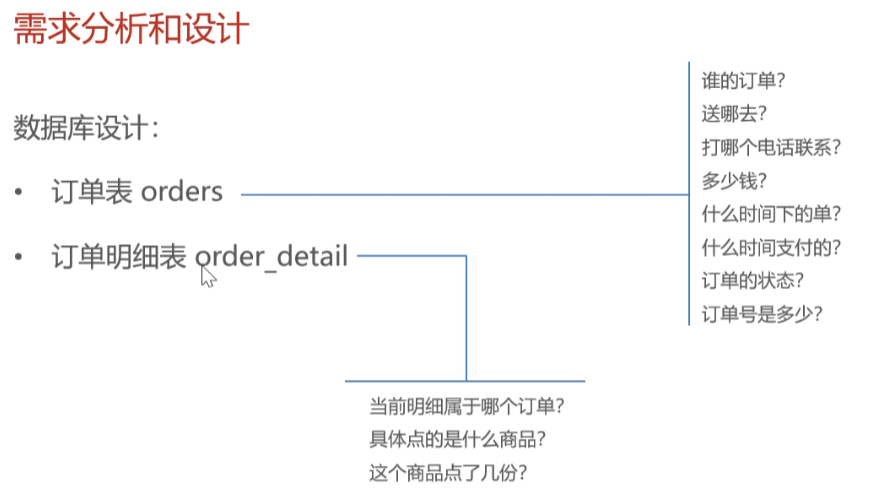 需求分析和设计
数据库设计：
• 订单表 orders
• 订单明细表 order_detail
谁的订单？
送哪去？
打哪个电话联系？
多少钱？
什么时间下的单？
什么时间支付的？
订单的状态？
订单号是多少？
当前明细属于哪个订单？
具体点的是什么商品？
这个商品点了几份？